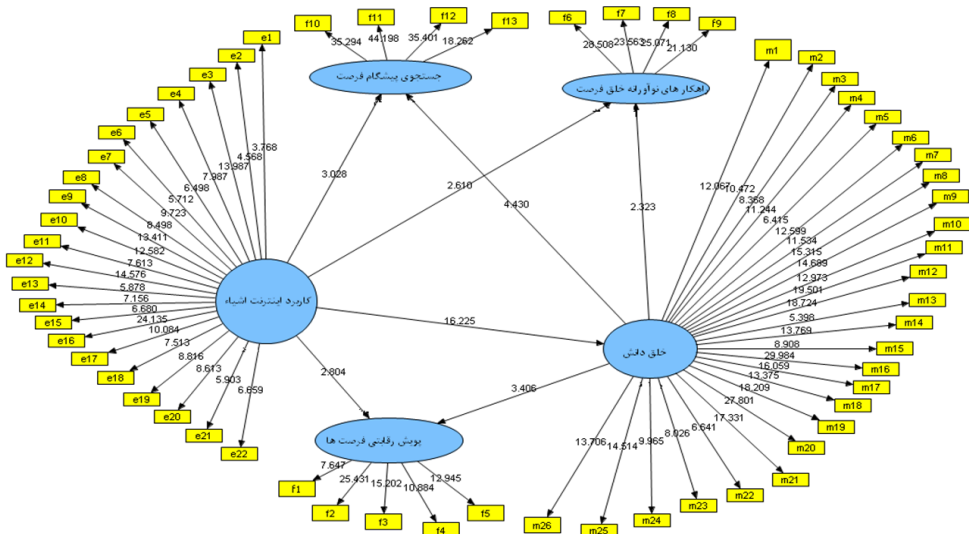 f10
f11
f12
f13
35.294
44.198
35.401
18.262
جستجوی پیشگام فرصت
f6
f7
f8
f9
28.508
23.563
25.071
21.130
راهکار های نوآورانه خلق فرصت
e1
e2
e3
e4
e5
e6
e7
e8
e9
e10
e11
e12
e13
e14
e15
e16
e17
e18
e19
e20
e21
e22
3.768
4.568
13.987
7.987
6.498
5.712
9.723
8.498
13.411
12.582
7.613
14.576
5.878
7.156
6.680
24.135
10.084
7.513
8.816
8.613
5.903
6.659
کاربرد اینترنت اشیاء
3.028
2.610
4.430
2.323
16.225
2.804
3.406
m1
m2
m3
m4
m5
m6
m7
m8
m9
m10
m11
m12
m13
m14
m15
m16
m17
m18
m19
m20
m21
m22
m23
m24
m25
m26
12.067
10.472
8.358
11.244
6.415
12.599
11.534
15.315
14.689
12.973
19.501
18.724
5.398
13.769
8.908
29.984
16.059
13.375
18.209
27.801
17.331
6.641
8.026
9.965
14.514
13.706
خلق دانش
پویش رقابتی فرصت ها
7.647
25.431
15.202
10.884
12.945
f1
f2
f3
f4
f5